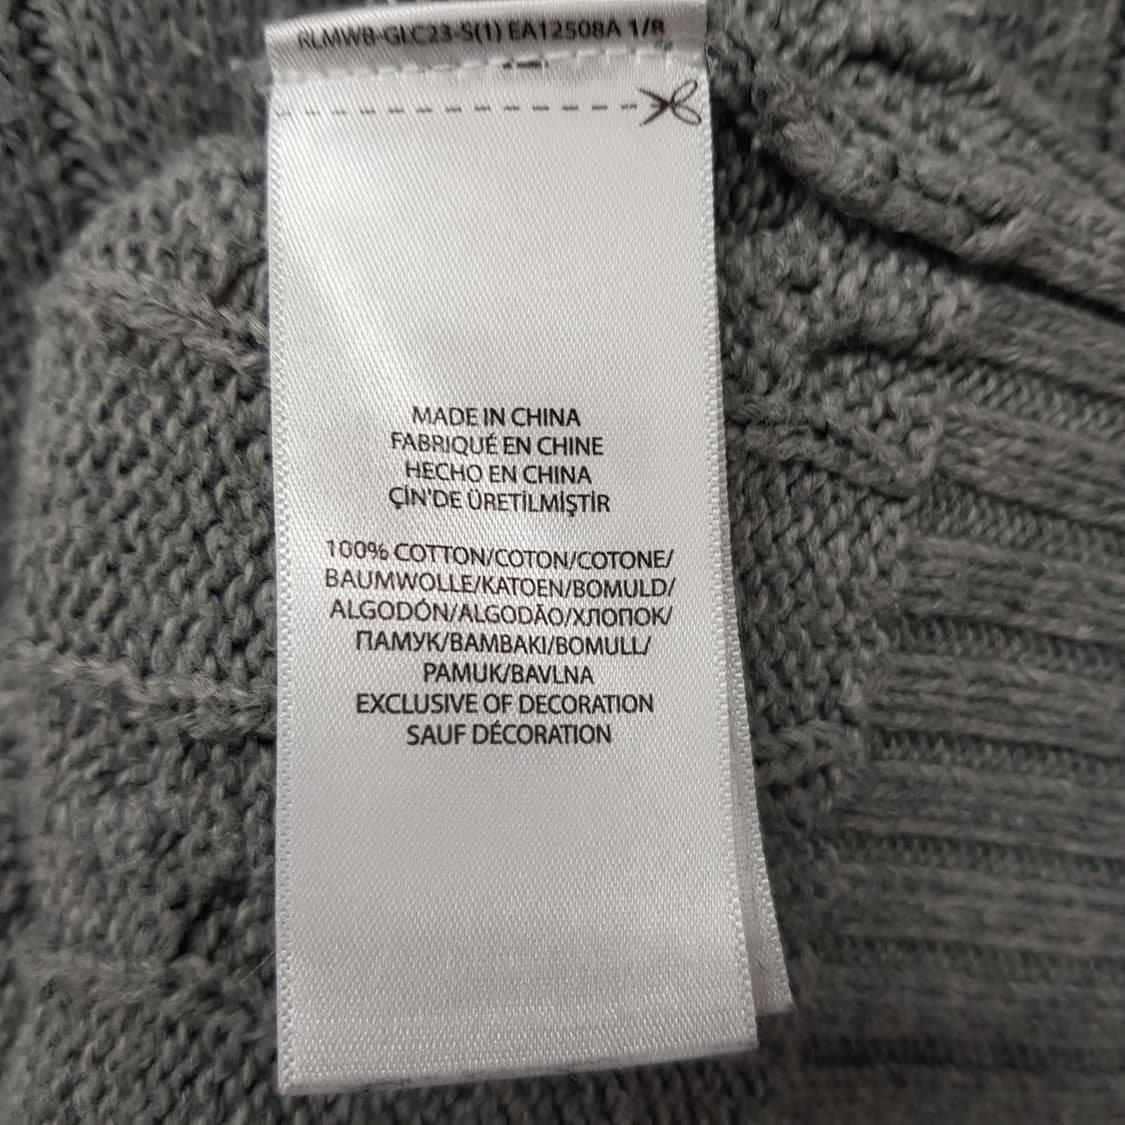 RLMWB-GLC23-S(1) EA12508A 1/8
MADE IN CHINA
FABRIQUÉ EN CHINE
HECHO EN CHINA
ÇİN'DE ÜRETİLMİŞTİR
100% COTTON/COTON/COTONE/
BAUMWOLLE/KATOEN/BOMULD/
ALGODÓN/ALGODÃO/ХЛОПОК/
ПАМУК/BAMBAKI/BOMULL/
PAMUK/BAVLNA
EXCLUSIVE OF DECORATION
SAUF DÉCORATION